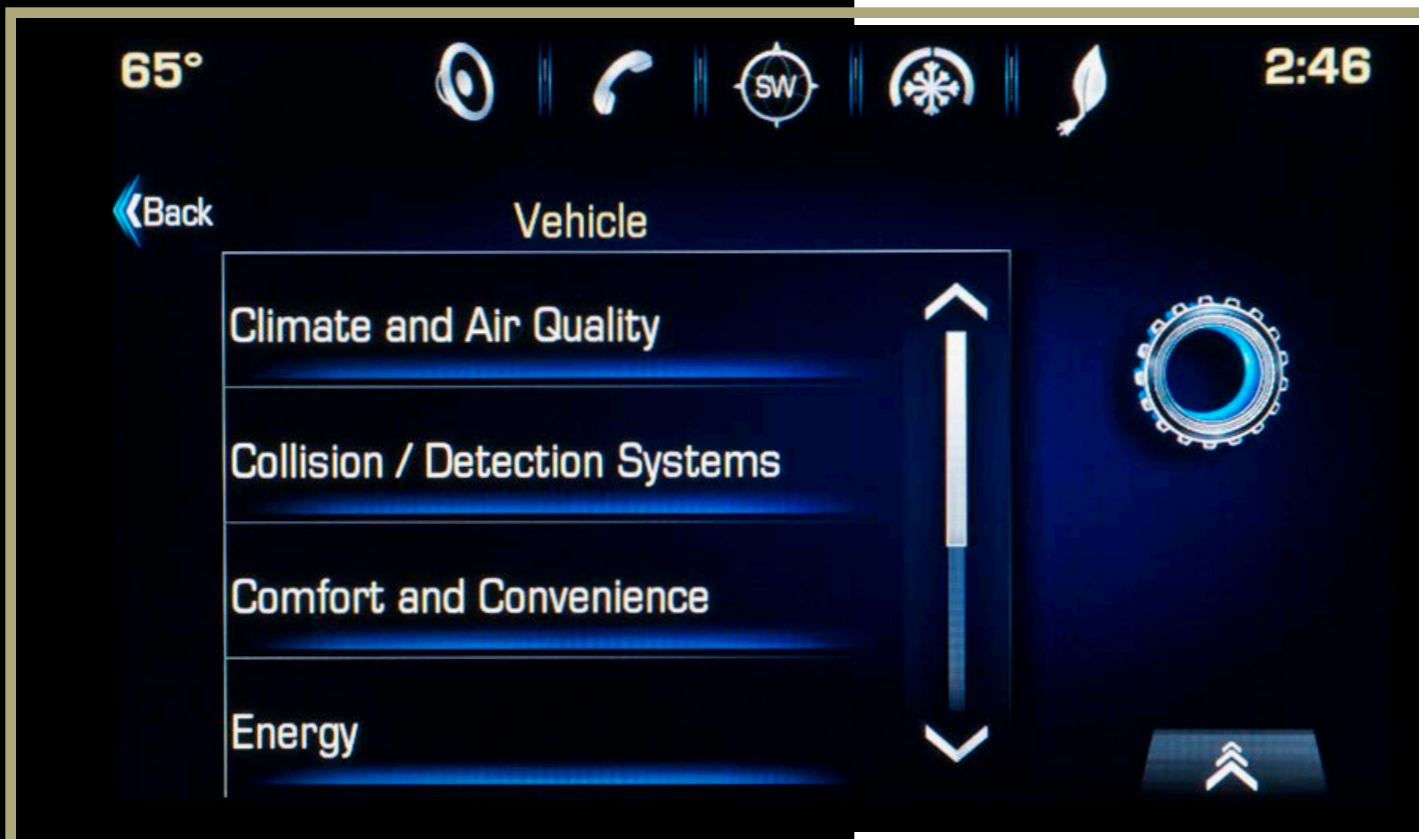 65°
SW
2:46
Back
Vehicle
Climate and Air Quality
Collision / Detection Systems
Comfort and Convenience
Energy